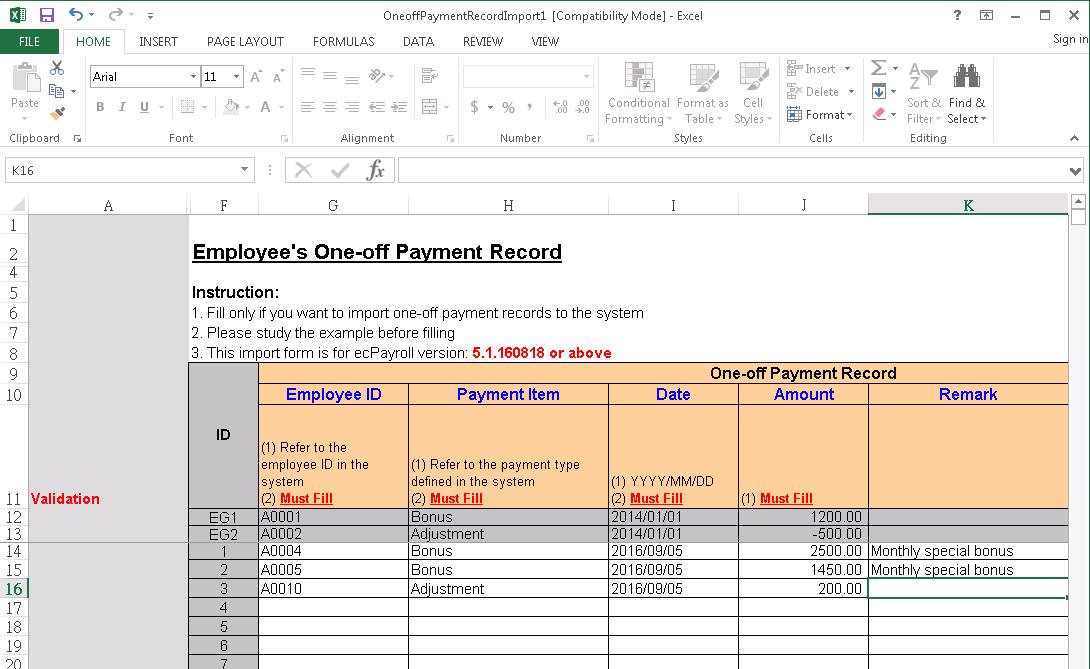 OneoffPaymentRecordImport1 [Compatibility Mode] - Excel
?
FILE HOME INSERT PAGE LAYOUT FORMULAS DATA REVIEW VIEW Sign in
Arial 11 A A
Insert
Paste
B I U A
$ % ,
Conditional Formatting
Format as Table
Cell Styles
Delete
Format
Sort & Filter
Find & Select
Clipboard Font Alignment Number Styles Cells Editing
K16 fx
A F G H I J K
1
2 Employee's One-off Payment Record
4
5 Instruction:
6 1. Fill only if you want to import one-off payment records to the system
7 2. Please study the example before filling
8 3. This import form is for ecPayroll version: 5.1.160818 or above
9 One-off Payment Record
10 Employee ID Payment Item Date Amount Remark
ID
(1) Refer to the
employee ID in the
system
(2) Must Fill
(1) Refer to the payment type
defined in the system
(2) Must Fill
(1) YYYY/MM/DD
(2) Must Fill
(1) Must Fill
11 Validation
12 EG1 A0001 Bonus 2014/01/01 1200.00
13 EG2 A0002 Adjustment 2014/01/01 -500.00
14 1 A0004 Bonus 2016/09/05 2500.00 Monthly special bonus
15 2 A0005 Bonus 2016/09/05 1450.00 Monthly special bonus
16 3 A0010 Adjustment 2016/09/05 200.00
17 4
18 5
19 6
20 7